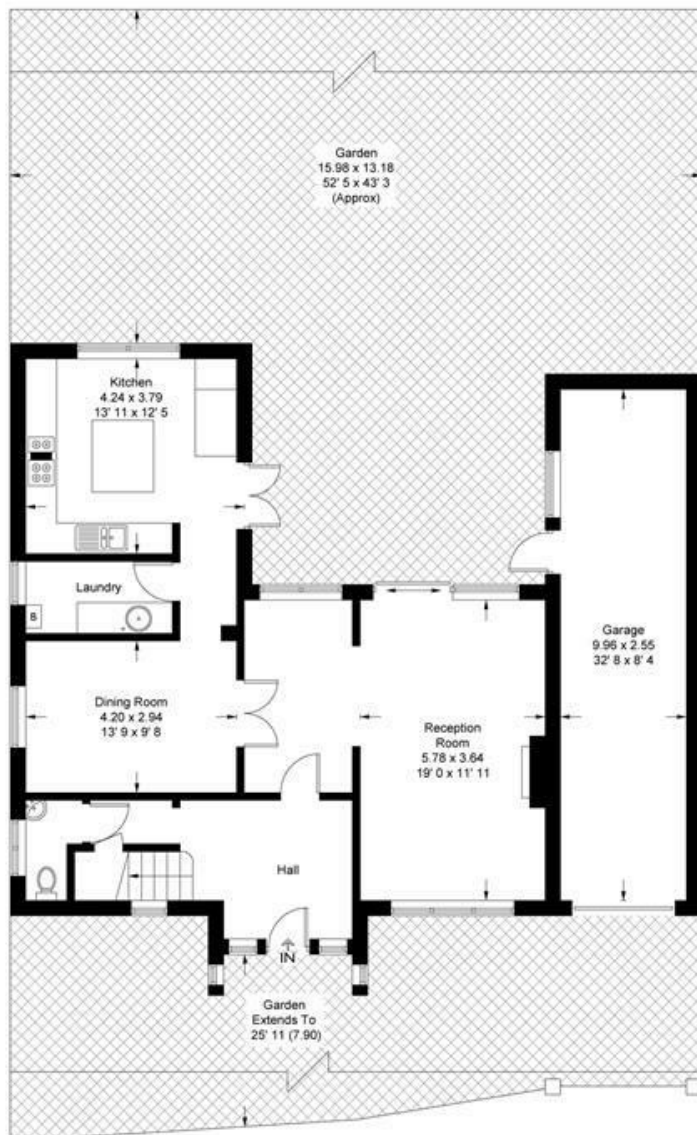 Garden
15.98 x 13.18
52' 5 x 43' 3
(Approx)
Kitchen
4.24 x 3.79
13' 11 x 12' 5
Laundry
B
Garage
9.96 x 2.55
32' 8 x 8' 4
Dining Room
4.20 x 2.94
13' 9 x 9' 8
Reception
Room
5.78 x 3.64
19' 0 x 11' 11
Hall
IN
Garden
Extends To
25' 11 (7.90)